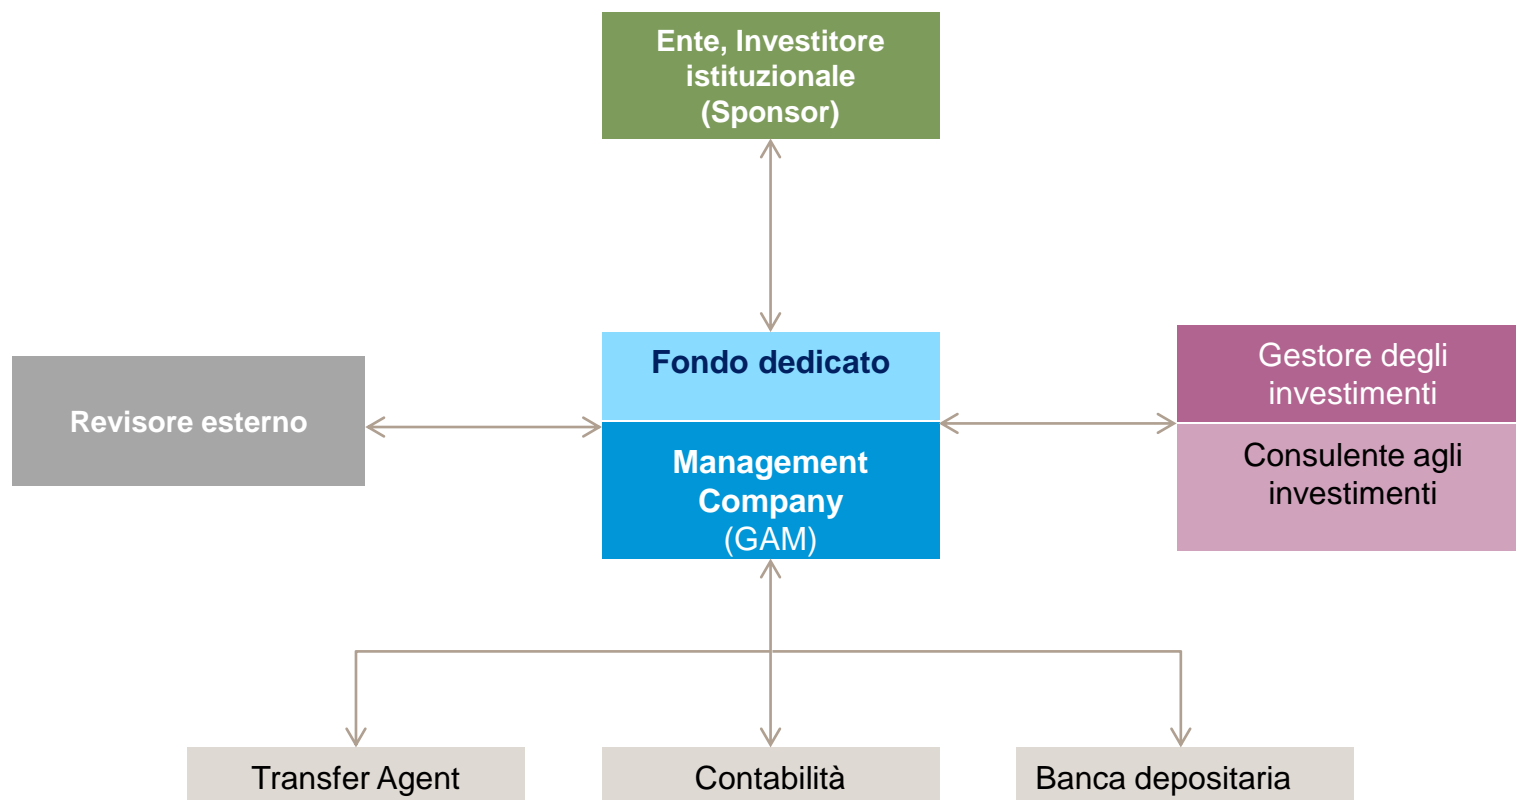 Ente, Investitore
istituzionale
(Sponsor)
Fondo dedicato
Revisore esterno
Management
Company
(GAM)
Gestore degli
investimenti
Consulente agli
investimenti
Transfer Agent
Contabilità
Banca depositaria